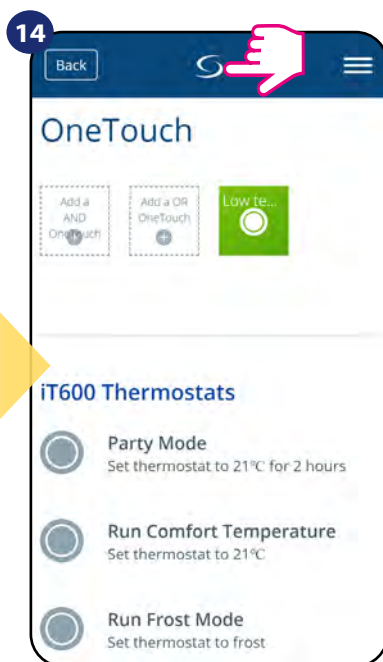 14
Back
OneTouch
Add a
AND
OneTouch
Add a OR
OneTouch
Low te...
iT600 Thermostats
Party Mode
Set thermostat to 21°C for 2 hours
Run Comfort Temperature
Set thermostat to 21°C
Run Frost Mode
Set thermostat to frost